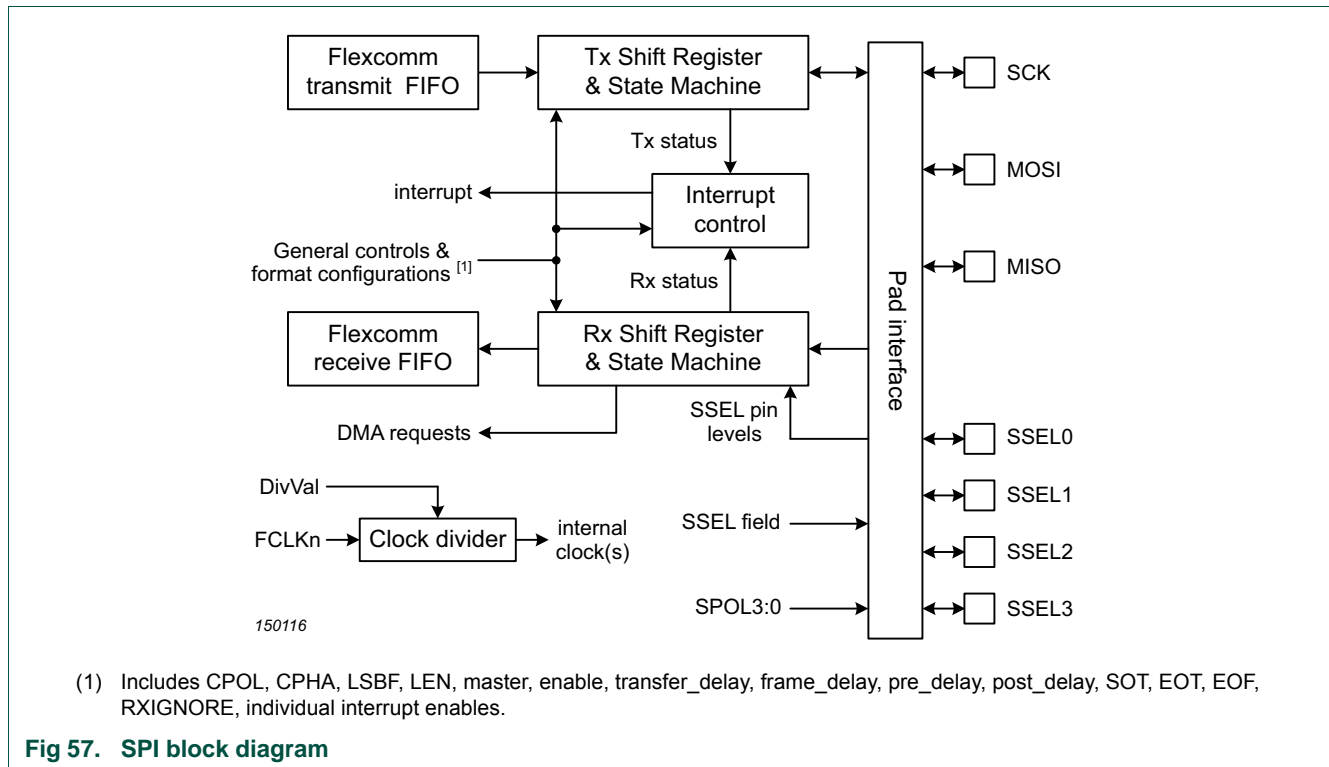 Flexcomm
transmit FIFO
Tx Shift Register
& State Machine
SCK
Tx status
MOSI
interrupt
Interrupt
control
General controls &
format configurations [1]
Rx status
MISO
Pad interface
Flexcomm
receive FIFO
Rx Shift Register
& State Machine
SSEL pin
levels
DMA requests
SSEL0
DivVal
SSEL1
SSEL field
FCLKn
Clock divider
internal
clock(s)
SSEL2
SPOL3:0
SSEL3
150116
(1) Includes CPOL, CPHA, LSBF, LEN, master, enable, transfer_delay, frame_delay, pre_delay, post_delay, SOT, EOT, EOF,
RXIGNORE, individual interrupt enables.
Fig 57. SPI block diagram